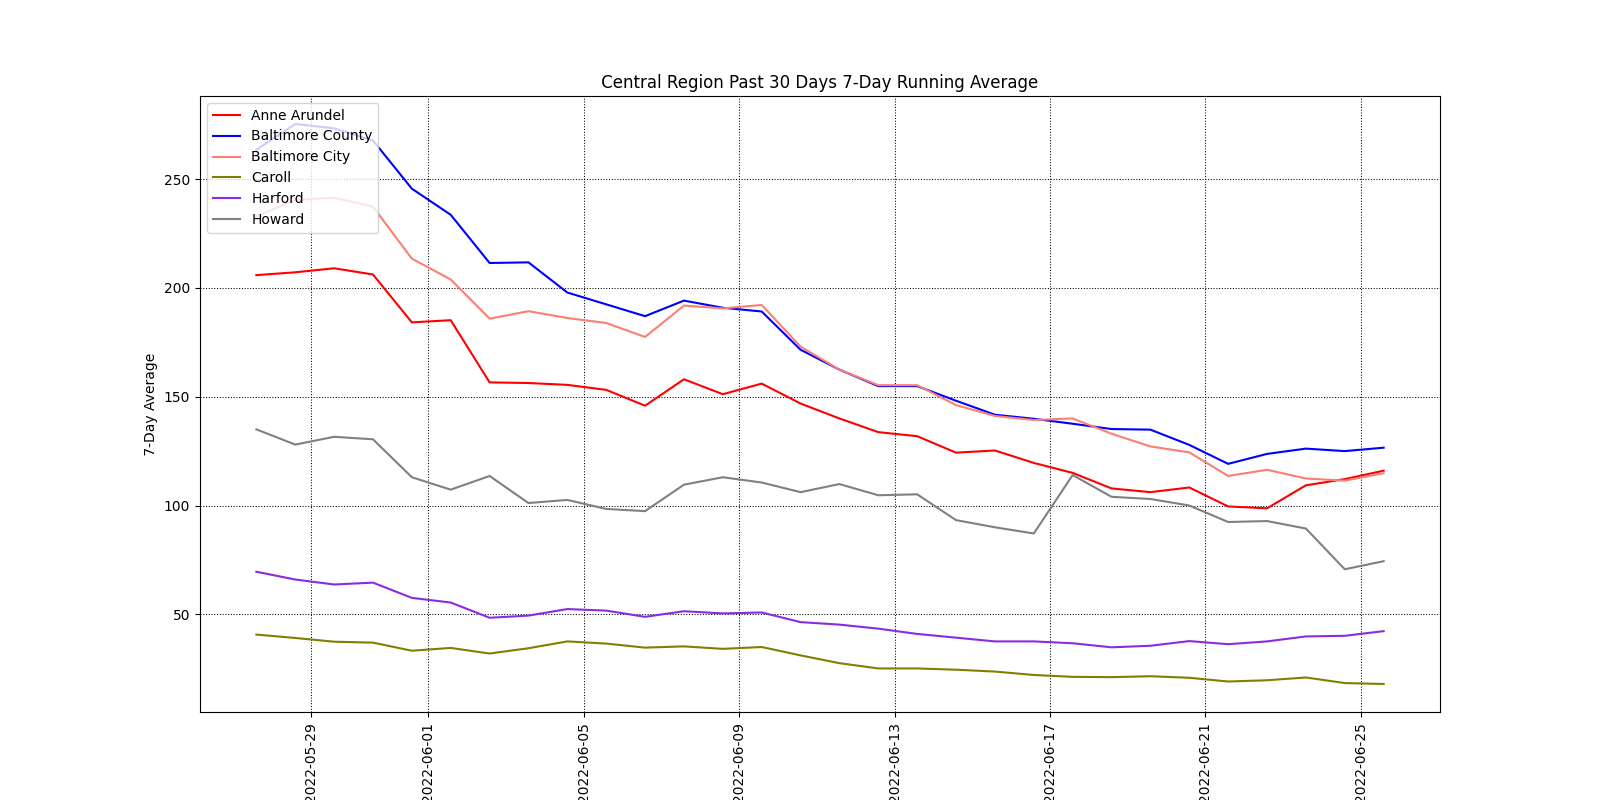 Central Region Past 30 Days 7-Day Running Average
Anne Arundel
Baltimore County
Baltimore City
Caroll
Harford
Howard
7-Day Average
250
200
150
100
50
2022-05-29
2022-06-01
2022-06-05
2022-06-09
2022-06-13
2022-06-17
2022-06-21
2022-06-25